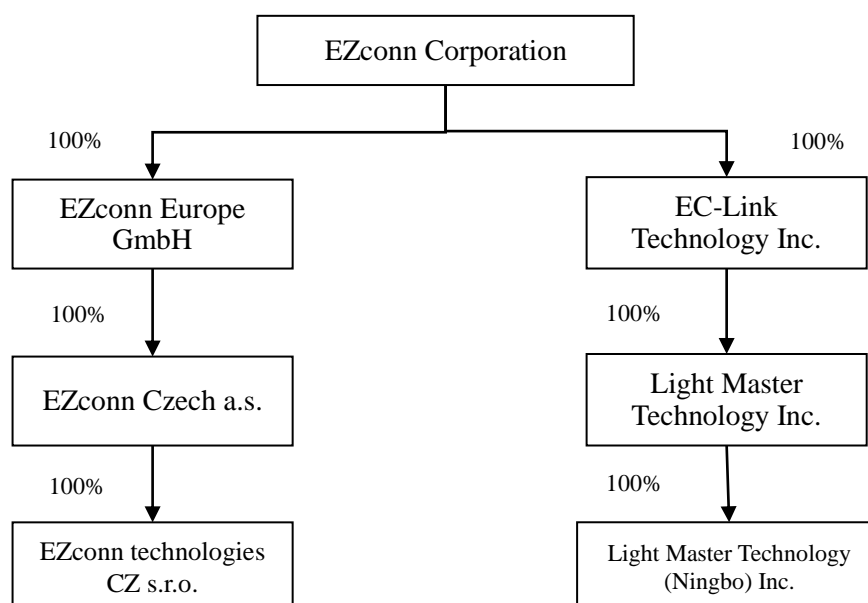 EZconn Corporation
100%
100%
EZconn Europe
GmbH
EC-Link
Technology Inc.
100%
100%
EZconn Czech a.s.
Light Master
Technology Inc.
100%
100%
EZconn technologies
CZ s.r.o.
Light Master Technology
(Ningbo) Inc.